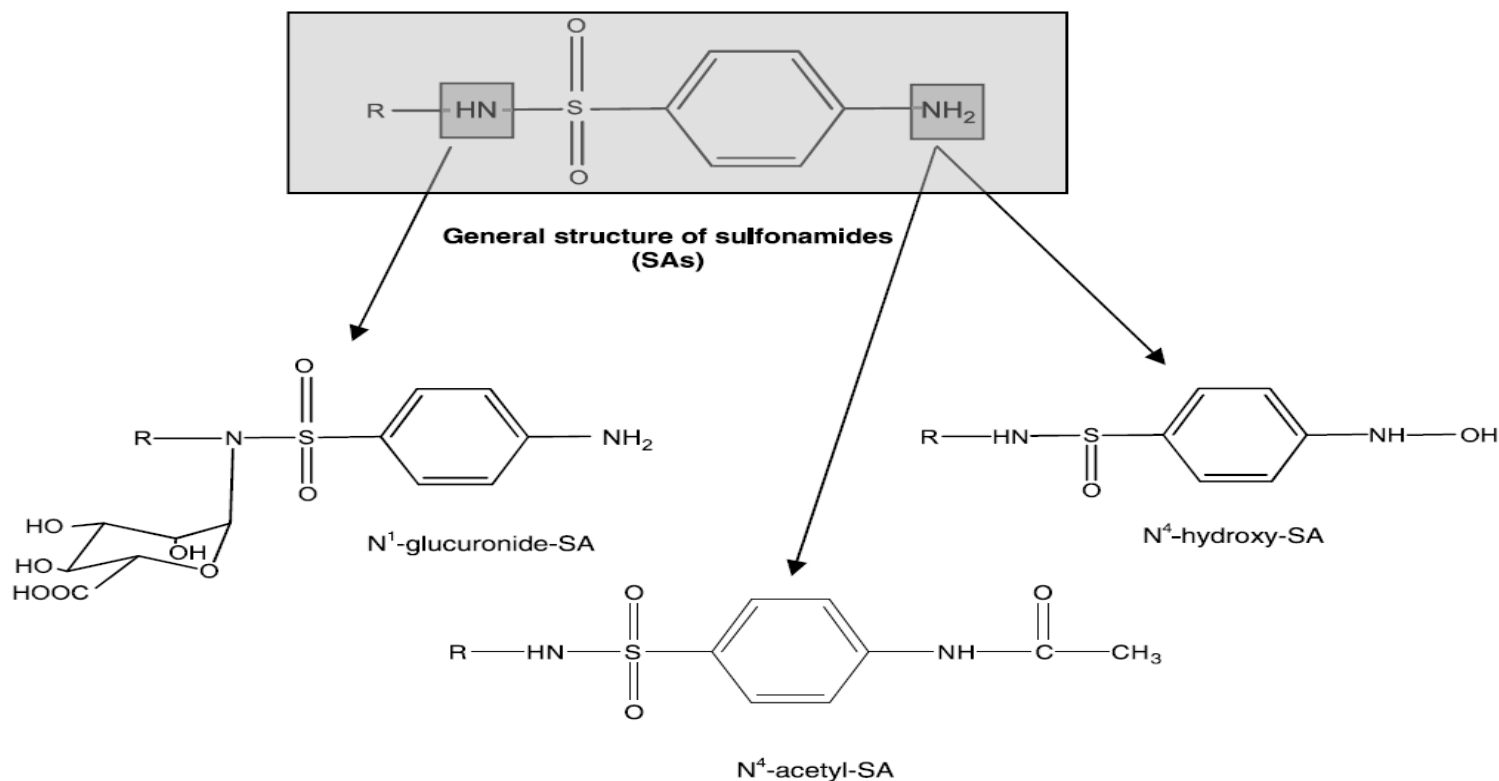 O
R HN S NH₂
O
General structure of sulfonamides
(SAs)
O
R N S NH₂
O
HO
HO OH O
HOOC
N¹-glucuronide-SA
R HN S NH OH
O
N⁴-hydroxy-SA
O O
R HN S NH C CH₃
O
N⁴-acetyl-SA